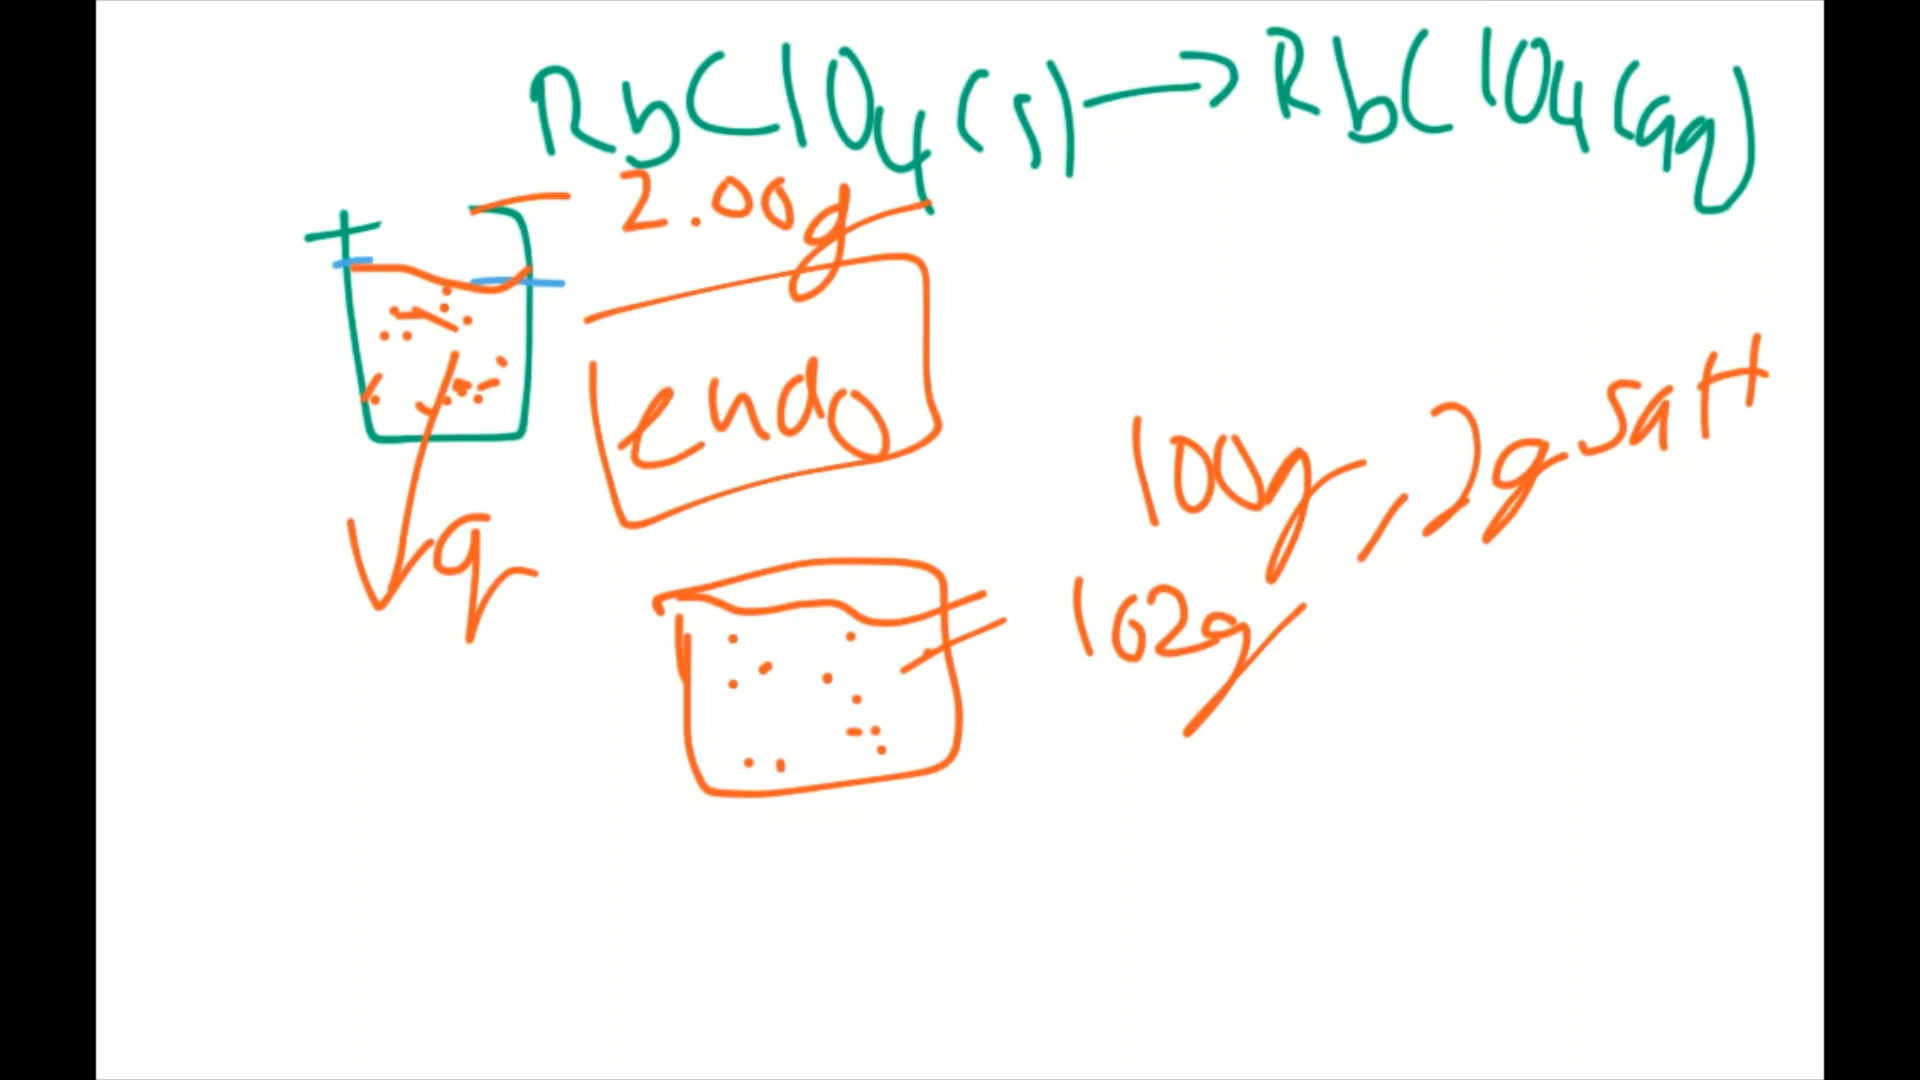 RbClO4(s) → RbClO4(aq)
2.00g
endo
100g, 2g salt
q
102g